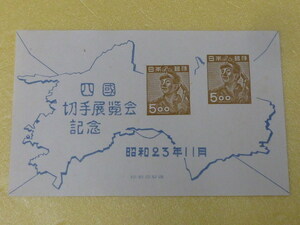 四國
切手展覧会
記念
日本郵便
5.00
日本郵便
5.00
昭和23年11月